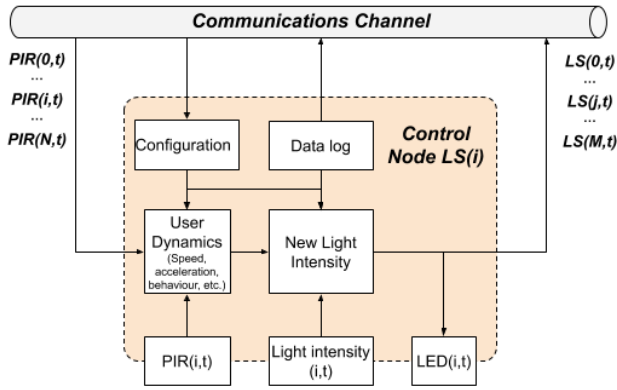 Communications Channel
PIR(0,t)
...
PIR(i,t)
...
PIR(N,t)
LS(0,t)
...
LS(j,t)
...
LS(M,t)
Control
Node LS(i)
Configuration
Data log
User
Dynamics
(Speed,
acceleration,
behaviour, etc.)
New Light
Intensity
PIR(i,t)
Light intensity
(i,t)
LED(i,t)